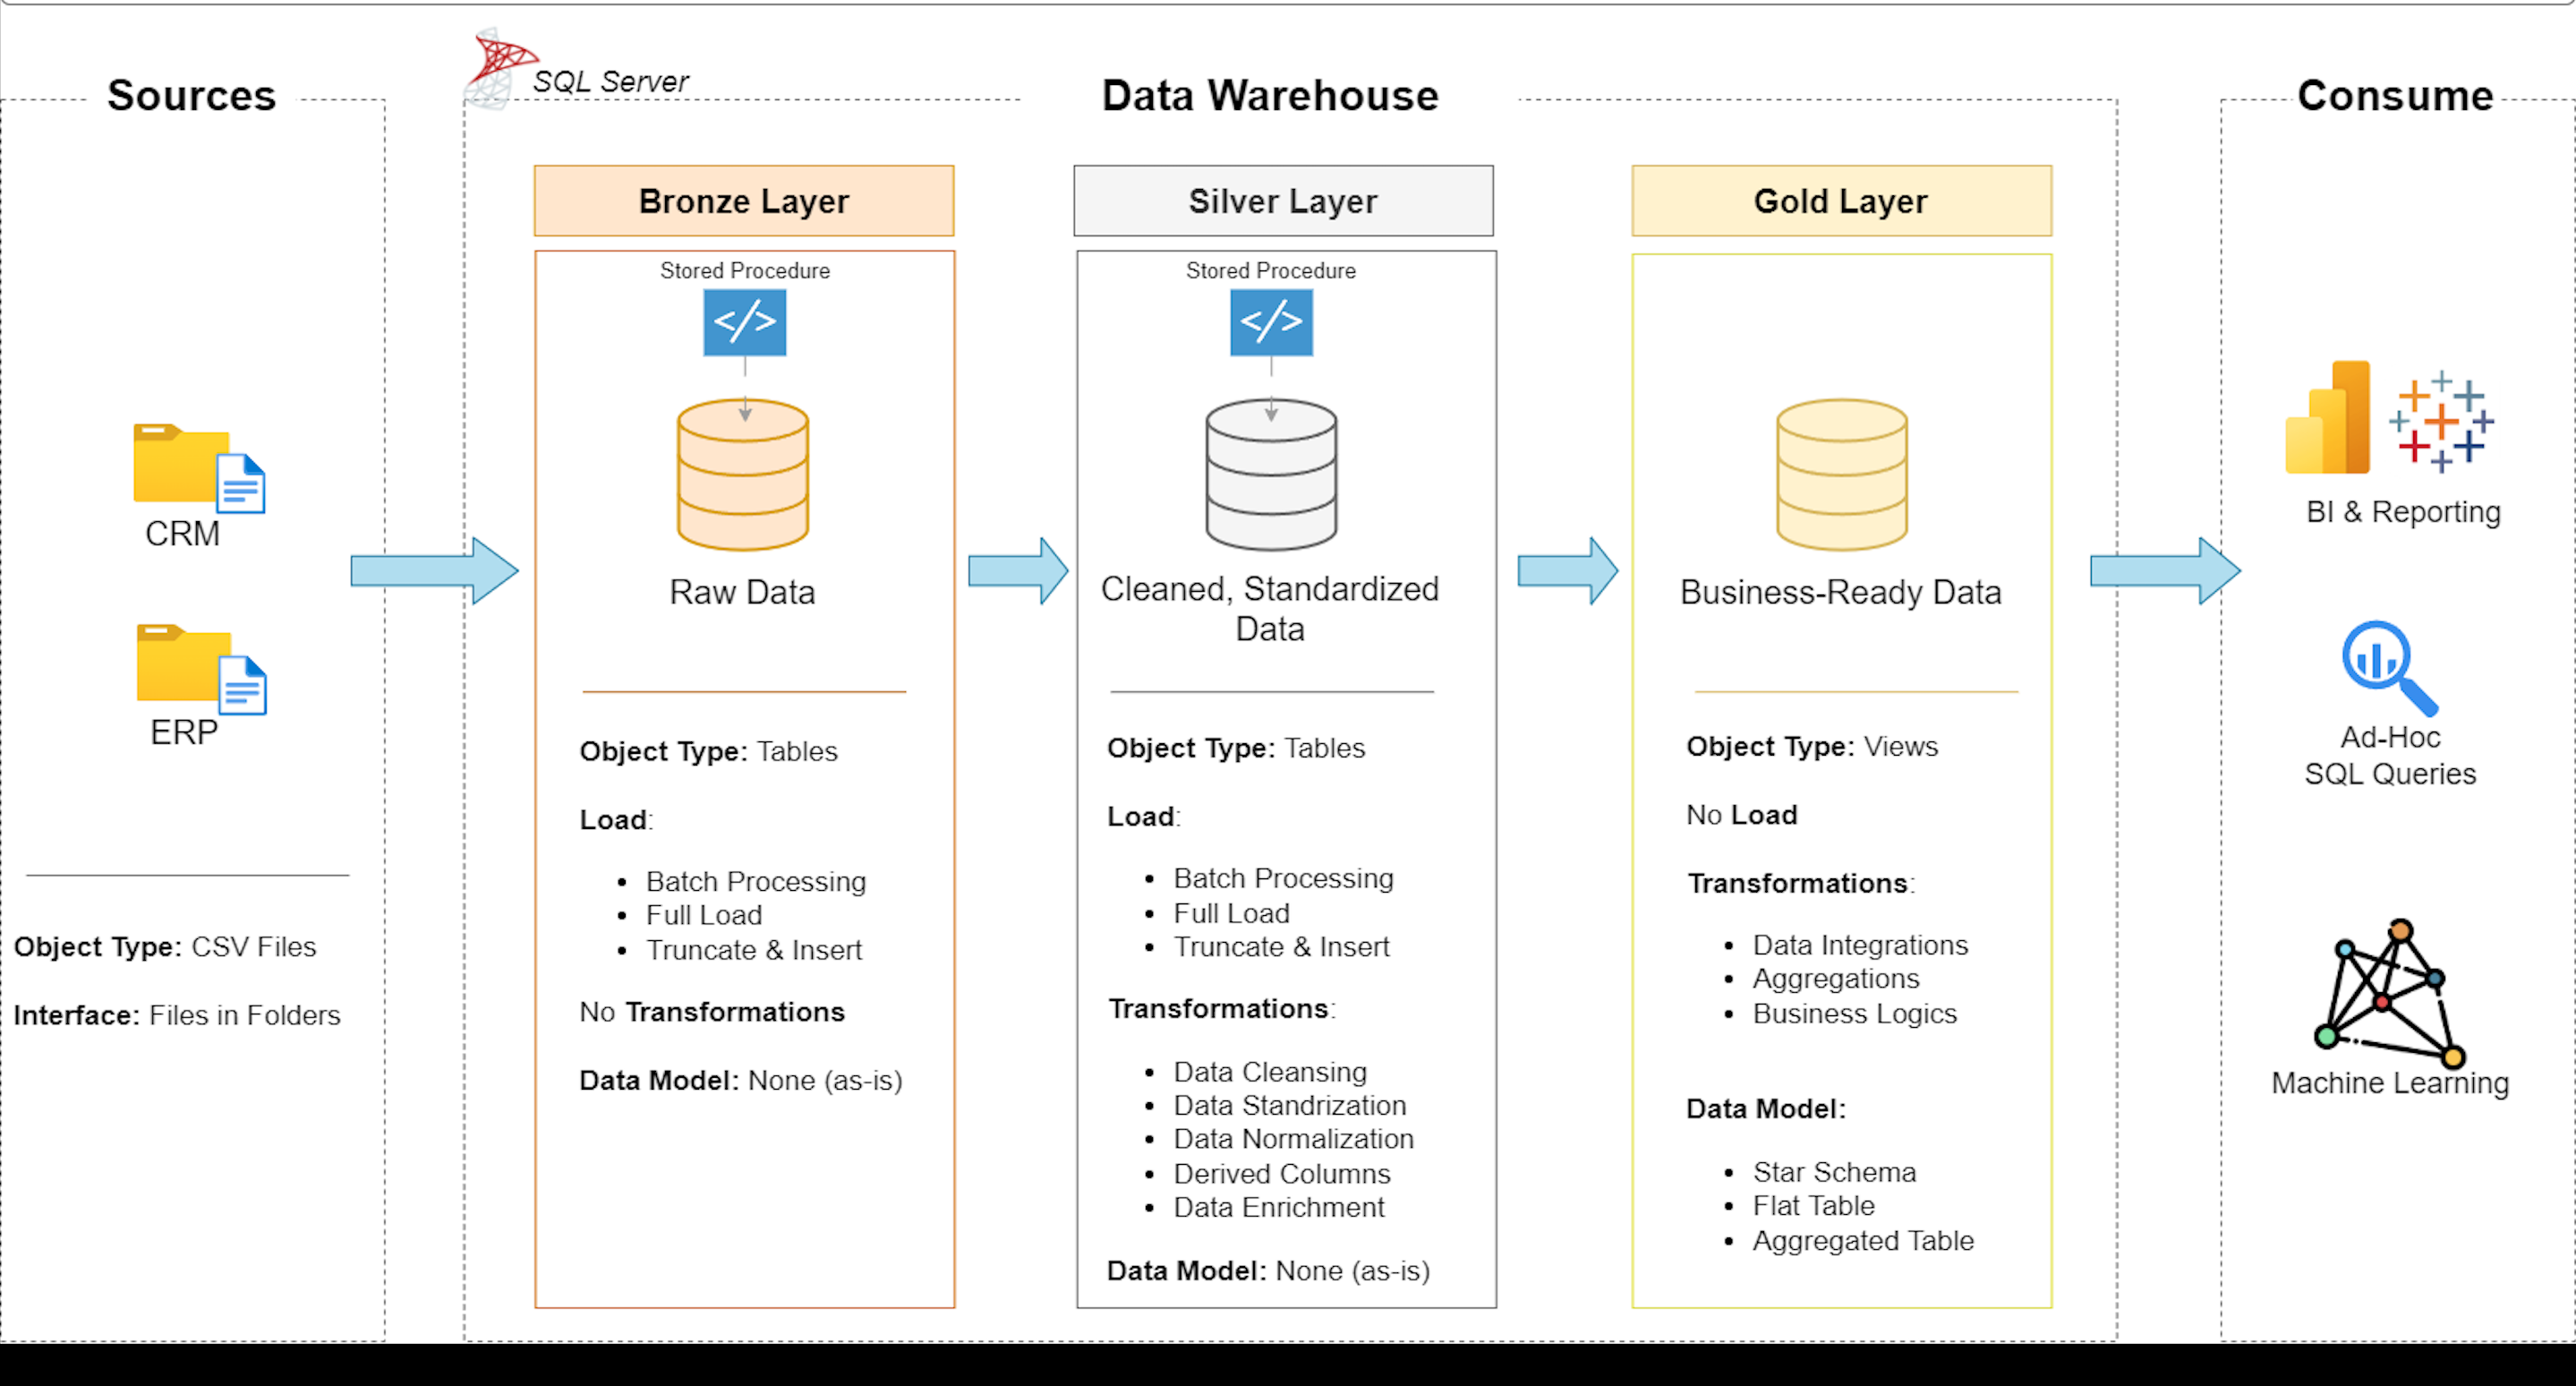 Sources
SQL Server
Data Warehouse
Consume
CRM
ERP
Object Type: CSV Files
Interface: Files in Folders
Bronze Layer
Stored Procedure
</>
Raw Data
Object Type: Tables
Load:
• Batch Processing
• Full Load
• Truncate & Insert
No Transformations
Data Model: None (as-is)
Silver Layer
Stored Procedure
</>
Cleaned, Standardized
Data
Object Type: Tables
Load:
• Batch Processing
• Full Load
• Truncate & Insert
Transformations:
• Data Cleansing
• Data Standrization
• Data Normalization
• Derived Columns
• Data Enrichment
Data Model: None (as-is)
Gold Layer
Business-Ready Data
Object Type: Views
No Load
Transformations:
• Data Integrations
• Aggregations
• Business Logics
Data Model:
• Star Schema
• Flat Table
• Aggregated Table
BI & Reporting
Ad-Hoc
SQL Queries
Machine Learning